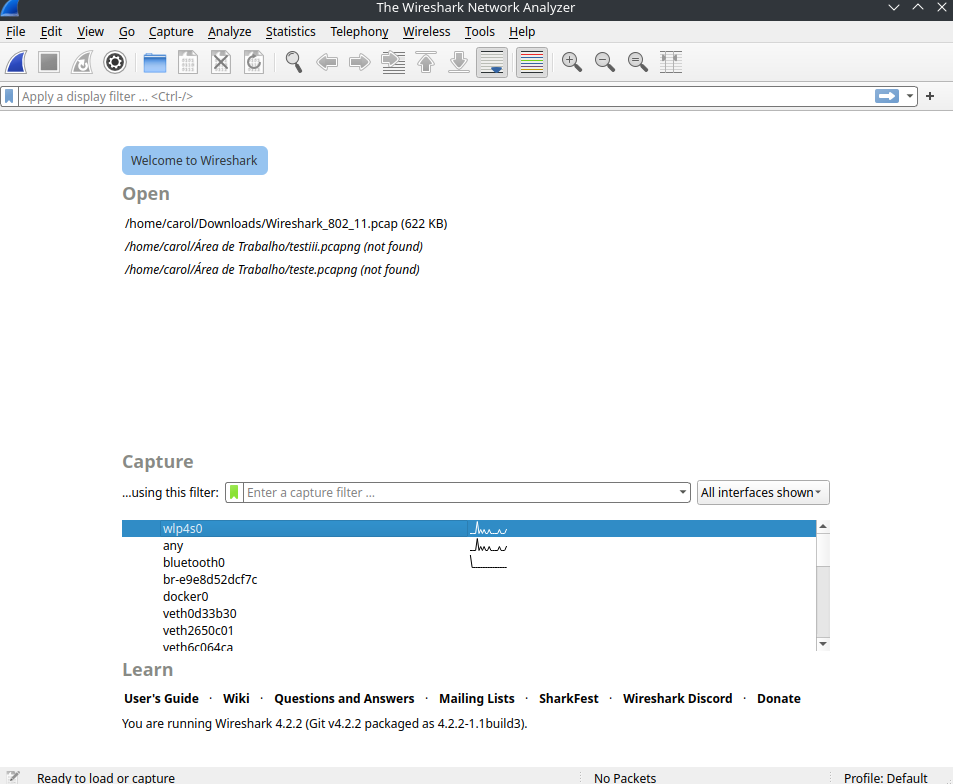 The Wireshark Network Analyzer
File Edit View Go Capture Analyze Statistics Telephony Wireless Tools Help
Apply a display filter ... <Ctrl-/>
Welcome to Wireshark
Open
/home/carol/Downloads/Wireshark_802_11.pcap (622 KB)
/home/carol/Área de Trabalho/testiii.pcapng (not found)
/home/carol/Área de Trabalho/teste.pcapng (not found)
Capture
...using this filter: Enter a capture filter ... All interfaces shown
wlp4s0
any
bluetooth0
br-e9e8d52dcf7c
docker0
veth0d33b30
veth2650c01
veth6c064ca
Learn
User's Guide · Wiki · Questions and Answers · Mailing Lists · SharkFest · Wireshark Discord · Donate
You are running Wireshark 4.2.2 (Git v4.2.2 packaged as 4.2.2-1.1build3).
Ready to load or capture No Packets Profile: Default